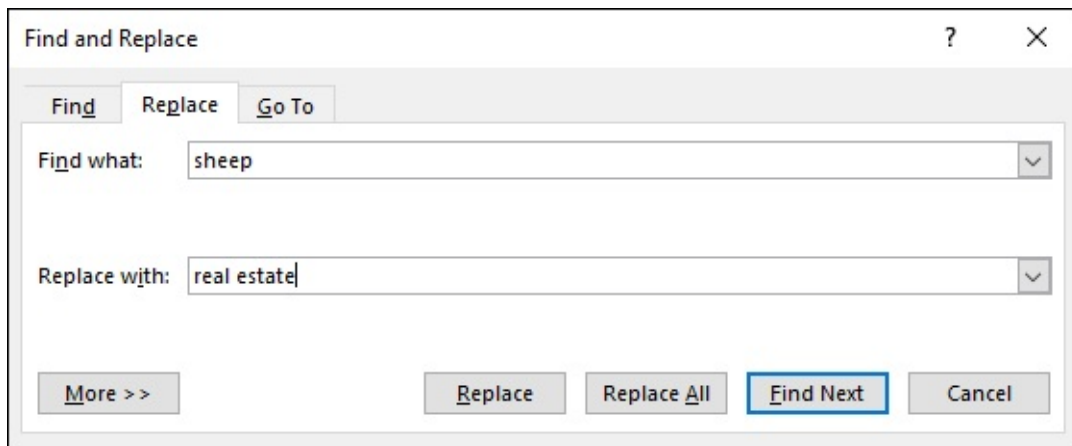 Find and Replace ?
Find Replace Go To
Find what: sheep
Replace with: real estate
More >> Replace Replace All Find Next Cancel